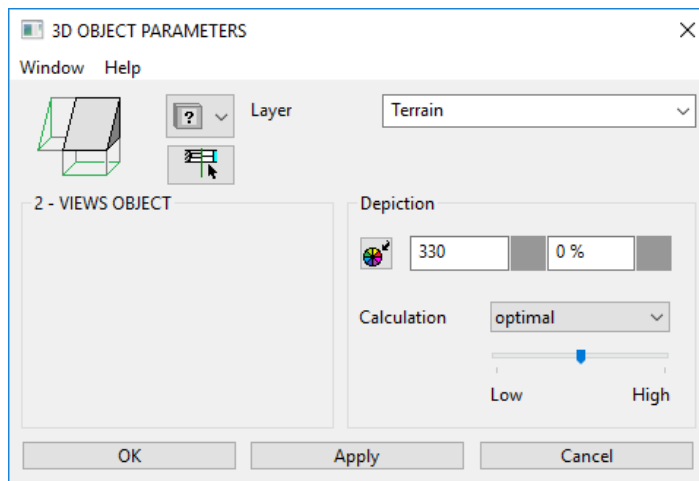 3D OBJECT PARAMETERS
Window Help
?
Layer
Terrain
2 - VIEWS OBJECT
Depiction
330
0 %
Calculation
optimal
Low
High
OK
Apply
Cancel